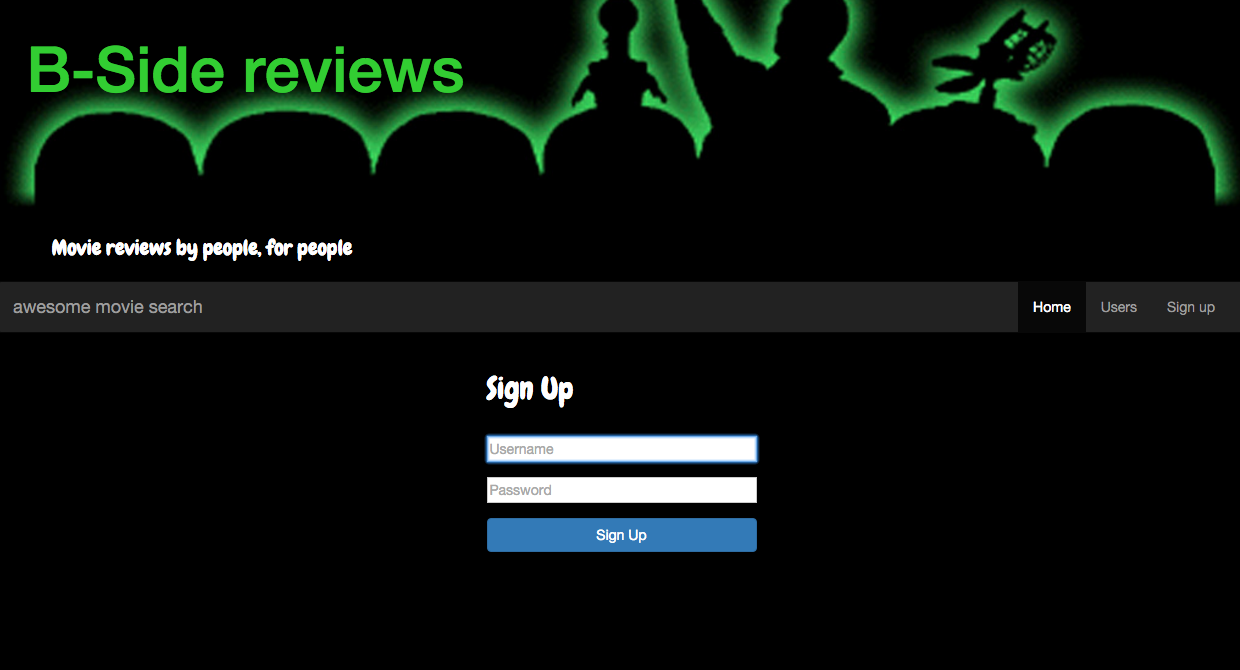 B-Side reviews
Movie reviews by people, for people
awesome movie search
Home
Users
Sign up
Sign Up
Username
Password
Sign Up